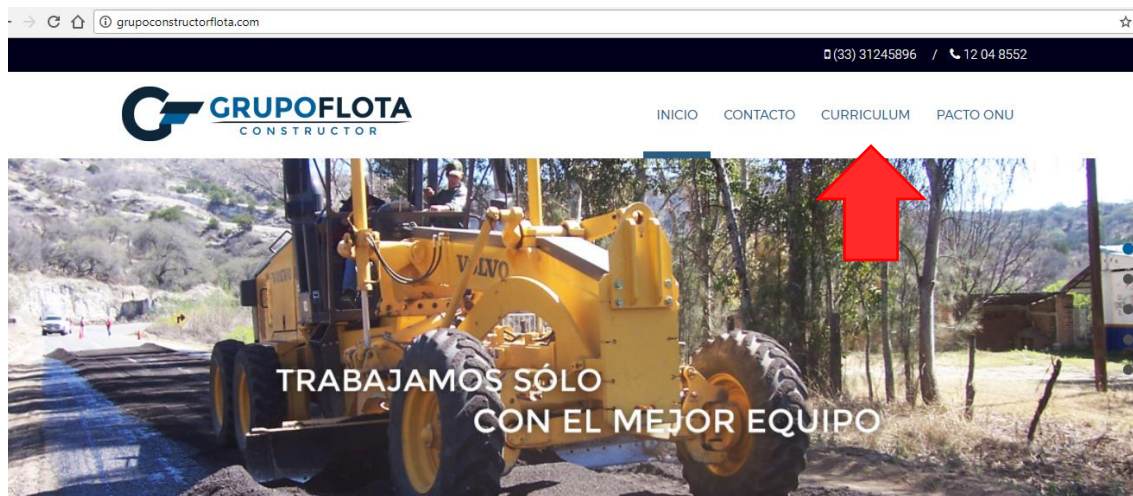 grupoconstructorflota.com
(33) 31245896 / 12 04 8552
GRUPOFLOTA
CONSTRUCTOR
INICIO CONTACTO CURRICULUM PACTO ONU
VOLVO
VOLVO
TRABAJAMOS SÓLO
CON EL MEJOR EQUIPO